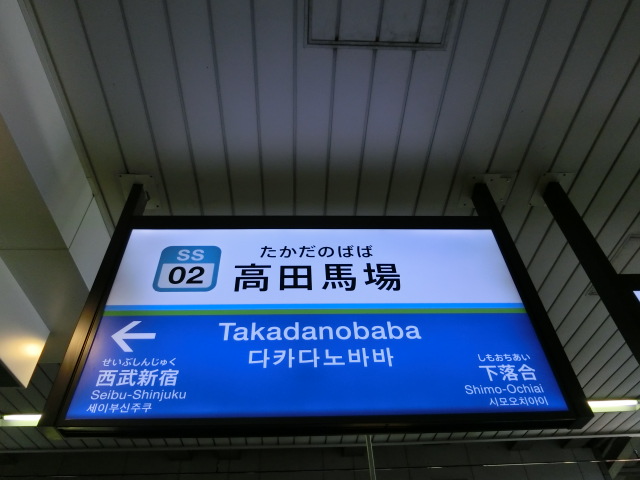 SS
02
たかだのばば
高田馬場
Takadanobaba
다카다노바바
せいぶしんじゅく
西武新宿
Seibu-Shinjuku
세이부신주쿠
しもおちあい
下落合
Shimo-Ochiai
시모오치아이